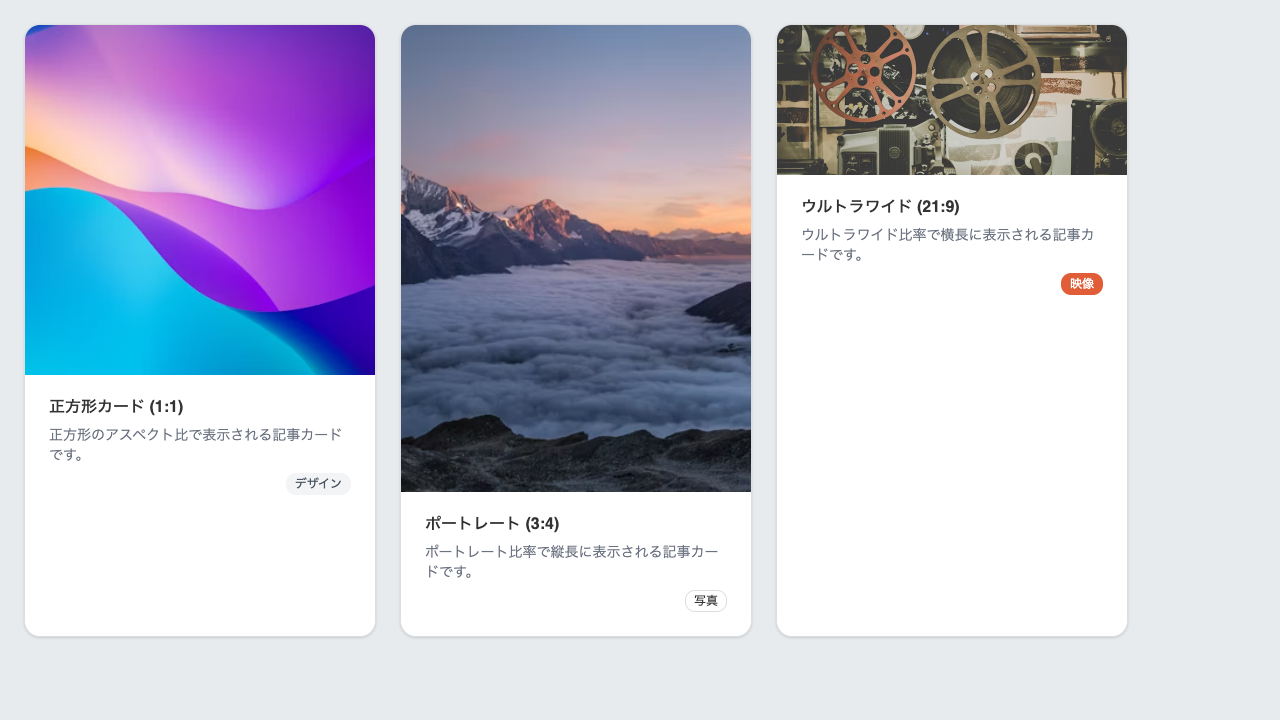 正方形カード (1:1)
正方形のアスペクト比で表示される記事カード
です。
デザイン
ポートレート (3:4)
ポートレート比率で縦長に表示される記事カー
ドです。
写真
ウルトラワイド (21:9)
ウルトラワイド比率で横長に表示される記事カ
ードです。
映像